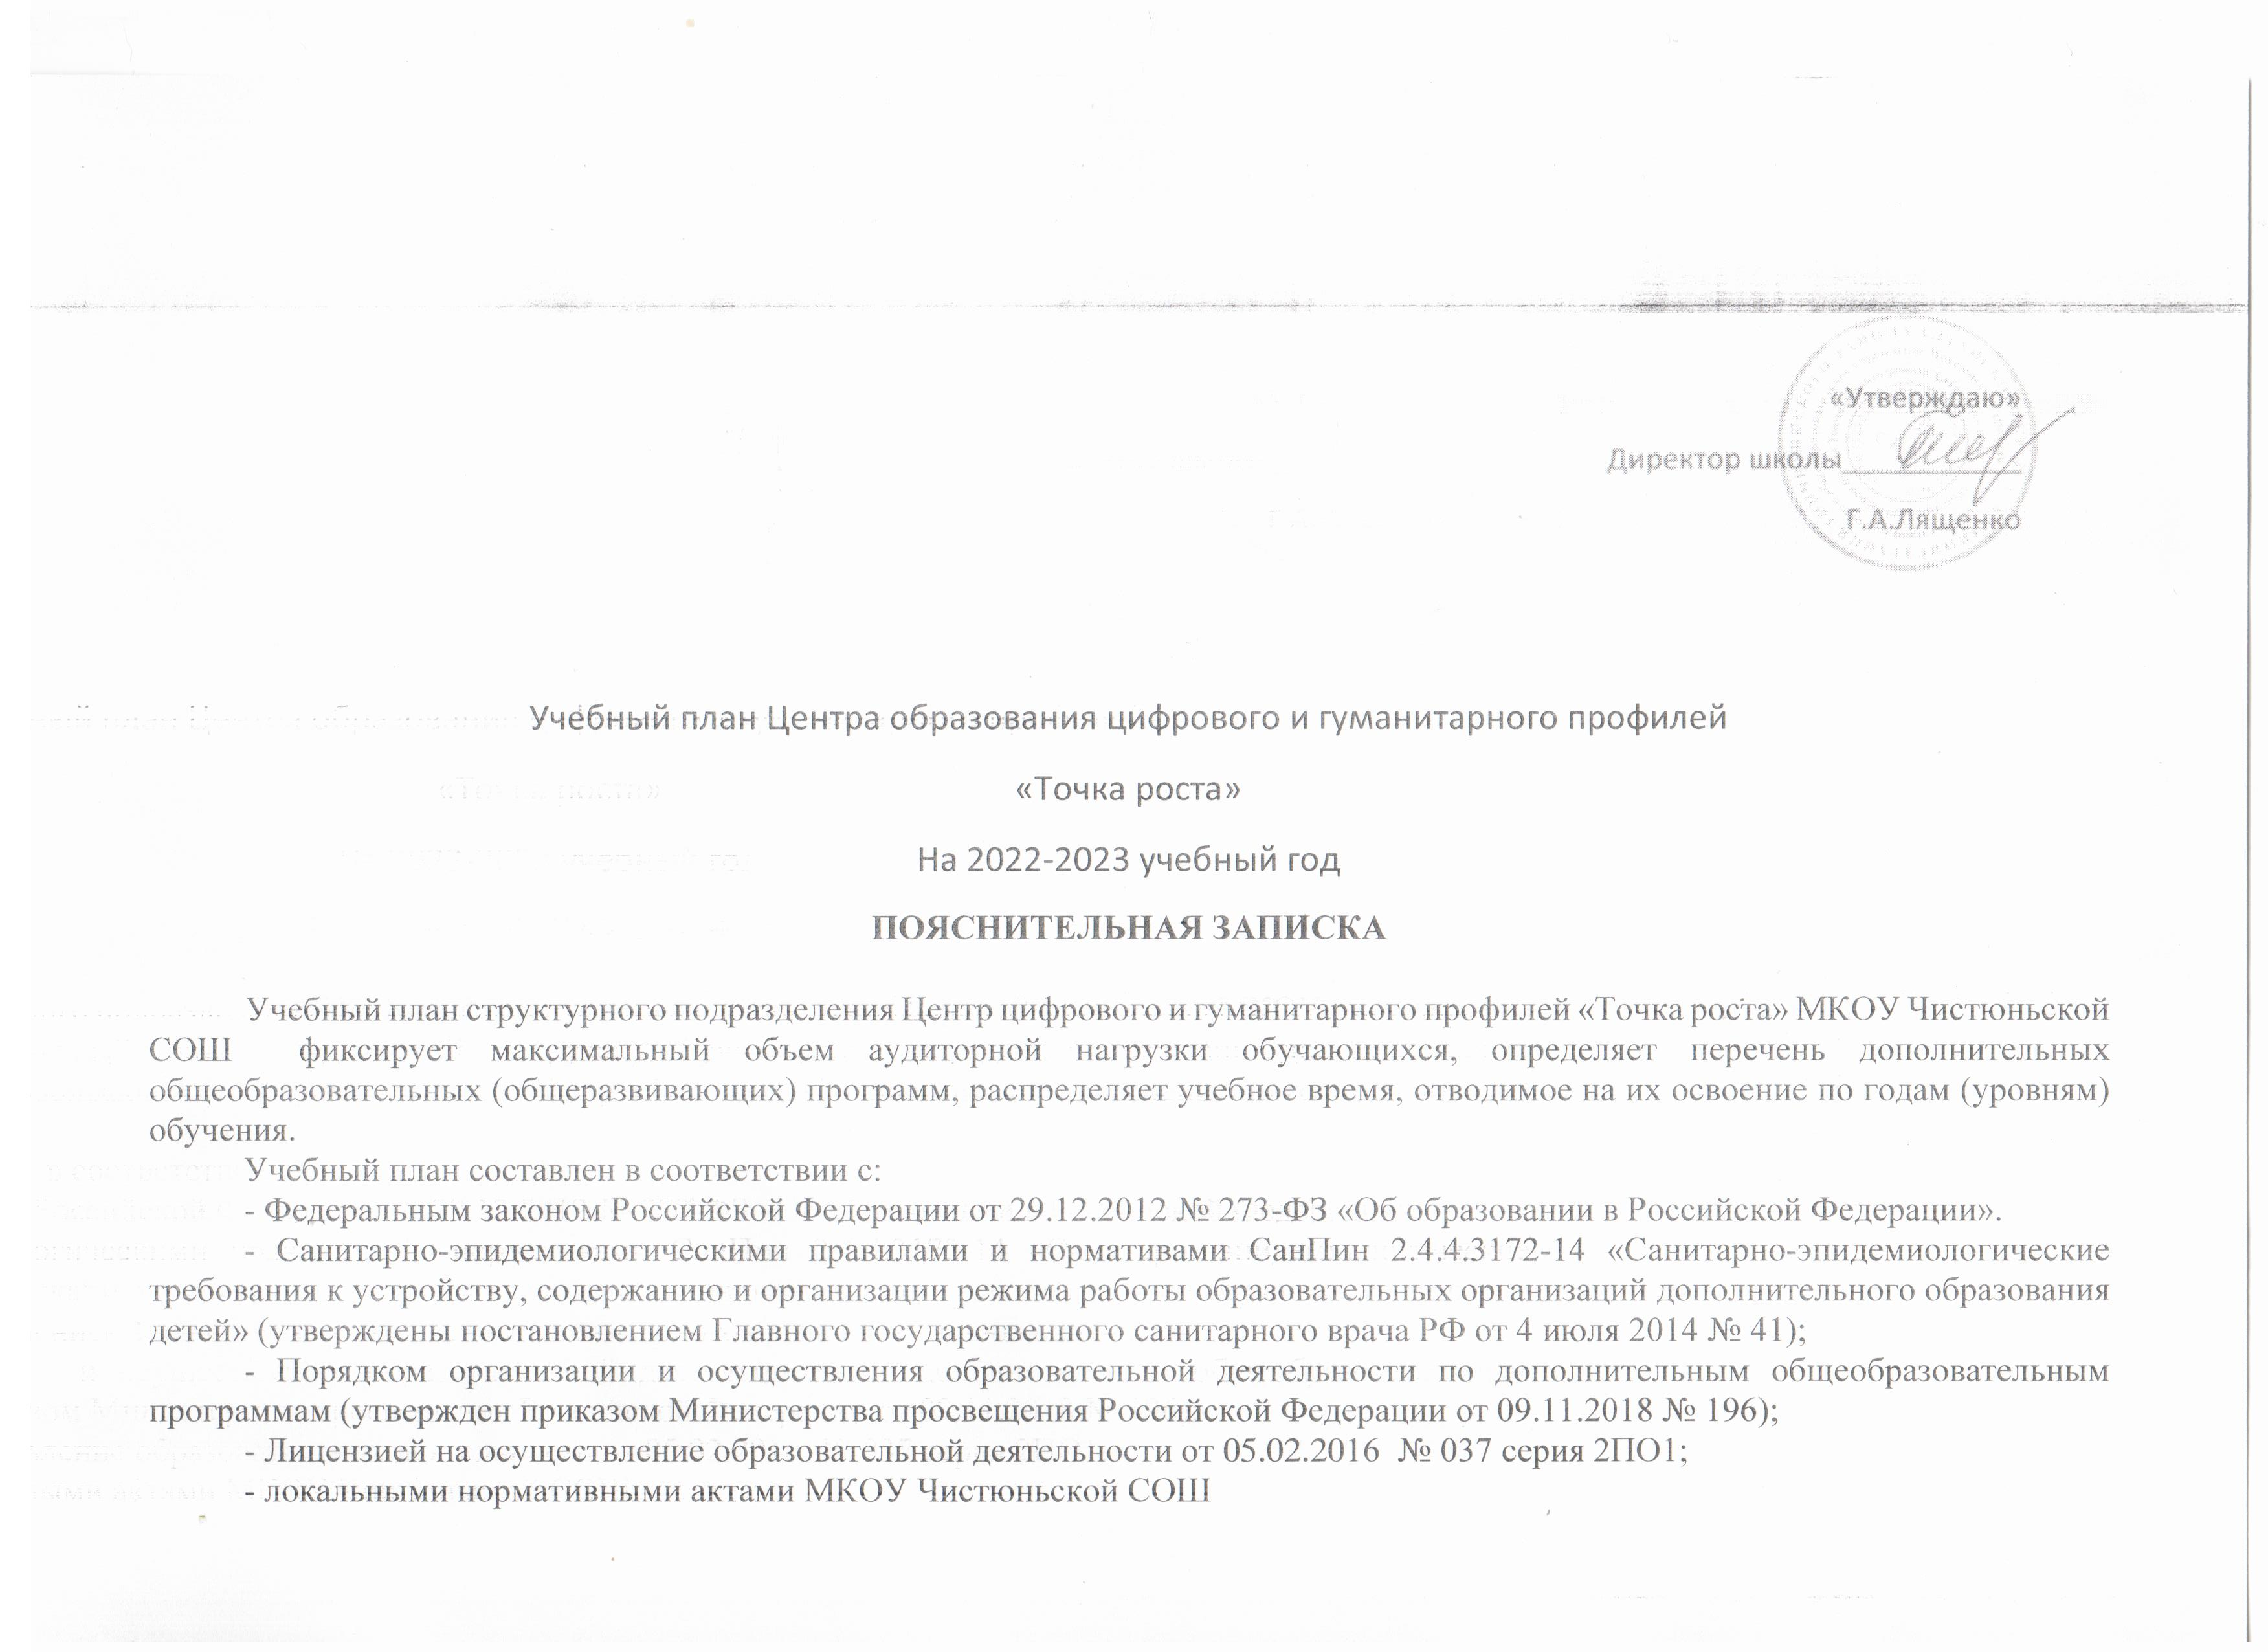 «Утверждаю»
Директор школы____________
Г.А.Лященко
Учебный план Центра образования цифрового и гуманитарного профилей
«Точка роста»
На 2022-2023 учебный год
ПОЯСНИТЕЛЬНАЯ ЗАПИСКА
Учебный план структурного подразделения Центр цифрового и гуманитарного профилей «Точка роста» МКОУ Чистюньской
СОШ фиксирует максимальный объем аудиторной нагрузки обучающихся, определяет перечень дополнительных
общеобразовательных (общеразвивающих) программ, распределяет учебное время, отводимое на их освоение по годам (уровням)
обучения.
Учебный план составлен в соответствии с:
- Федеральным законом Российской Федерации от 29.12.2012 № 273-ФЗ «Об образовании в Российской Федерации».
- Санитарно-эпидемиологическими правилами и нормативами СанПин 2.4.4.3172-14 «Санитарно-эпидемиологические
требования к устройству, содержанию и организации режима работы образовательных организаций дополнительного образования
детей» (утверждены постановлением Главного государственного санитарного врача РФ от 4 июля 2014 № 41);
- Порядком организации и осуществления образовательной деятельности по дополнительным общеобразовательным
программам (утвержден приказом Министерства просвещения Российской Федерации от 09.11.2018 № 196);
- Лицензией на осуществление образовательной деятельности от 05.02.2016 № 037 серия 2ПО1;
- локальными нормативными актами МКОУ Чистюньской СОШ